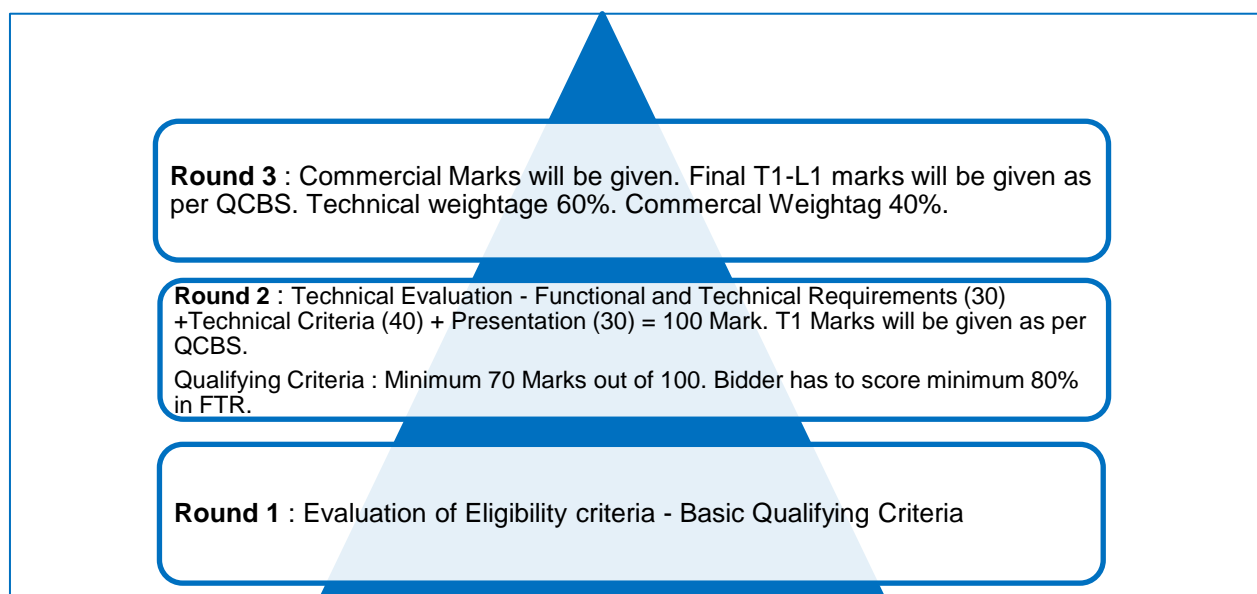 Round 3 : Commercial Marks will be given. Final T1-L1 marks will be given as
per QCBS. Technical weightage 60%. Commercal Weightag 40%.
Round 2 : Technical Evaluation - Functional and Technical Requirements (30)
+Technical Criteria (40) + Presentation (30) = 100 Mark. T1 Marks will be given as per
QCBS.
Qualifying Criteria : Minimum 70 Marks out of 100. Bidder has to score minimum 80%
in FTR.
Round 1 : Evaluation of Eligibility criteria - Basic Qualifying Criteria